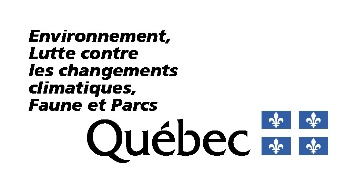 Environnement,
Lutte contre
les changements
climatiques,
Faune et Parcs
Québec